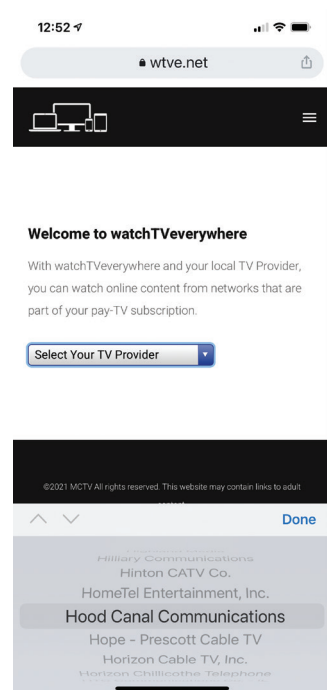 12:52
wtve.net
Welcome to watchTVeverywhere
With watchTVeverywhere and your local TV Provider,
you can watch online content from networks that are
part of your pay-TV subscription.
Select Your TV Provider
©2021 MCTV All rights reserved. This website may contain links to adult
Done
Hilliary Communications
Hinton CATV Co.
HomeTel Entertainment, Inc.
Hood Canal Communications
Hope - Prescott Cable TV
Horizon Cable TV, Inc.
Horizon Chillicothe Telephone